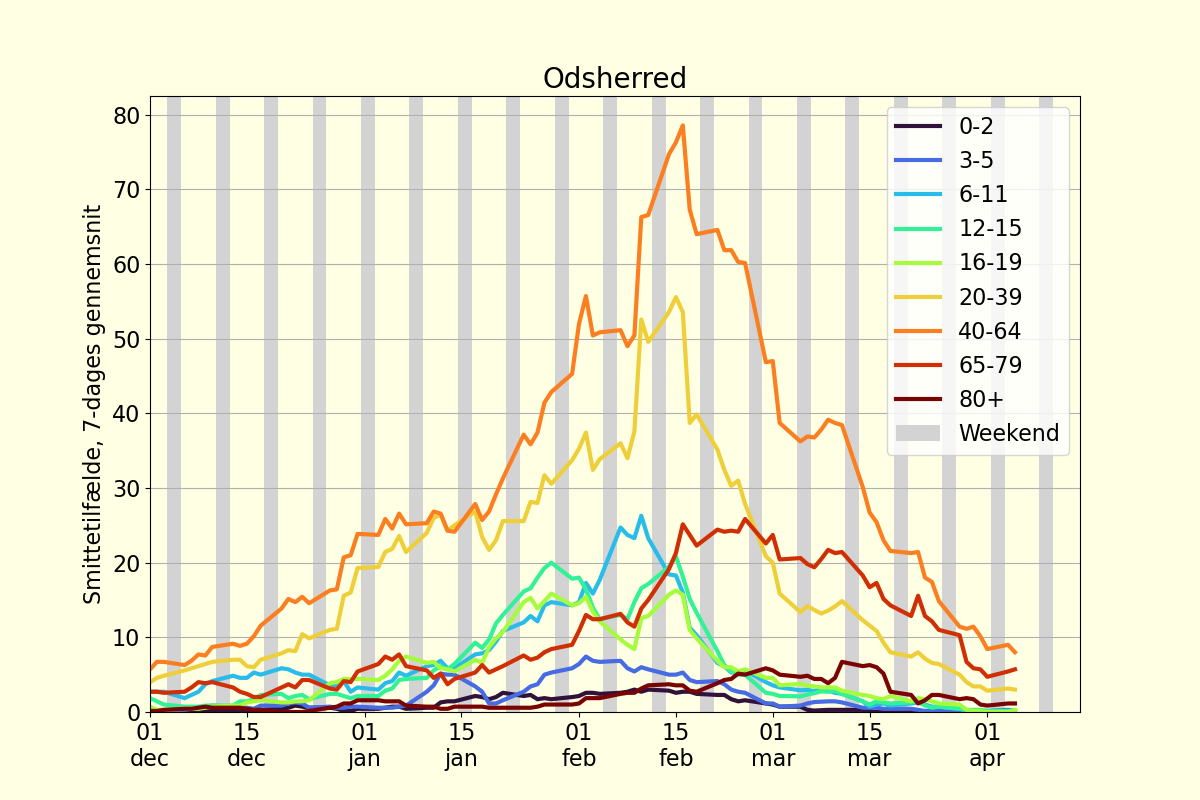 Odsherred
Smittetilfælde, 7-dages gennemsnit
80
70
60
50
40
30
20
10
0
01 dec
15 dec
01 jan
15 jan
01 feb
15 feb
01 mar
15 mar
01 apr
0-2
3-5
6-11
12-15
16-19
20-39
40-64
65-79
80+
Weekend